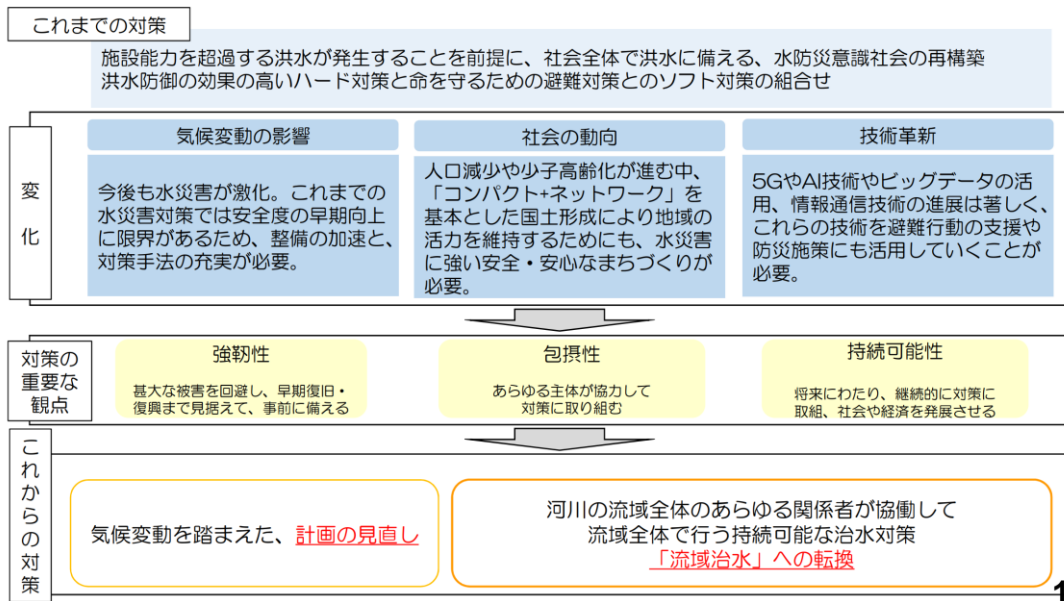 これまでの対策
施設能力を超過する洪水が発生することを前提に、社会全体で洪水に備える、水防災意識社会の再構築
洪水防御の効果の高いハード対策と命を守るための避難対策とのソフト対策の組合せ
変化
気候変動の影響
今後も水災害が激化。これまでの
水災害対策では安全度の早期向上
に限界があるため、整備の加速と、
対策手法の充実が必要。
社会の動向
人口減少や少子高齢化が進む中、
「コンパクト+ネットワーク」を
基本とした国土形成により地域の
活力を維持するためにも、水災害
に強い安全・安心なまちづくりが
必要。
技術革新
5GやAI技術やビッグデータの活
用、情報通信技術の進展は著しく、
これらの技術を避難行動の支援や
防災施策にも活用していくことが
必要。
対策の
重要な
観点
強靭性
甚大な被害を回避し、早期復旧・
復興まで見据えて、事前に備える
包摂性
あらゆる主体が協力して
対策に取り組む
持続可能性
将来にわたり、継続的に対策に
取組、社会や経済を発展させる
これからの対策
気候変動を踏まえた、計画の見直し
河川の流域全体のあらゆる関係者が協働して
流域全体で行う持続可能な治水対策
「流域治水」への転換
1